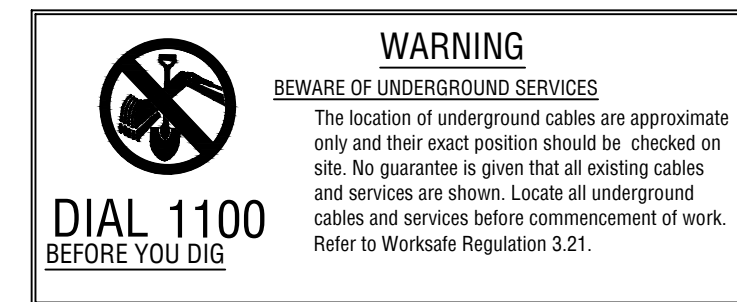 WARNING
BEWARE OF UNDERGROUND SERVICES
The location of underground cables are approximate
only and their exact position should be checked on
site. No guarantee is given that all existing cables
and services are shown. Locate all underground
cables and services before commencement of work.
Refer to Worksafe Regulation 3.21.
DIAL 1100
BEFORE YOU DIG